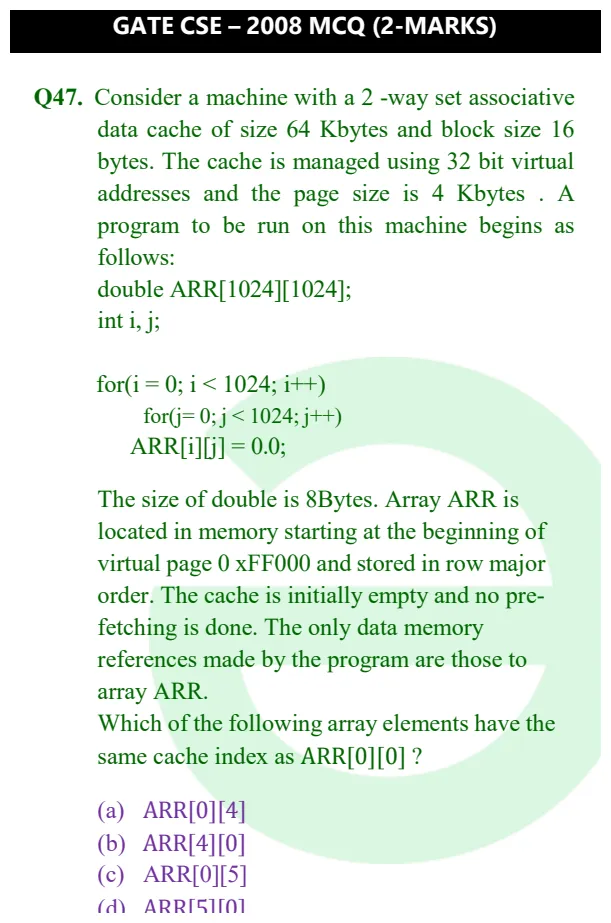 GATE CSE – 2008 MCQ (2-MARKS)
Q47. Consider a machine with a 2 -way set associative
data cache of size 64 Kbytes and block size 16
bytes. The cache is managed using 32 bit virtual
addresses and the page size is 4 Kbytes . A
program to be run on this machine begins as
follows:
double ARR[1024][1024];
int i, j;
for(i = 0; i < 1024; i++)
for(j= 0; j < 1024; j++)
ARR[i][j] = 0.0;
The size of double is 8Bytes. Array ARR is
located in memory starting at the beginning of
virtual page 0 xFF000 and stored in row major
order. The cache is initially empty and no pre-
fetching is done. The only data memory
references made by the program are those to
array ARR.
Which of the following array elements have the
same cache index as ARR[0][0] ?
(a) ARR[0][4]
(b) ARR[4][0]
(c) ARR[0][5]
(d) ARR[5][0]